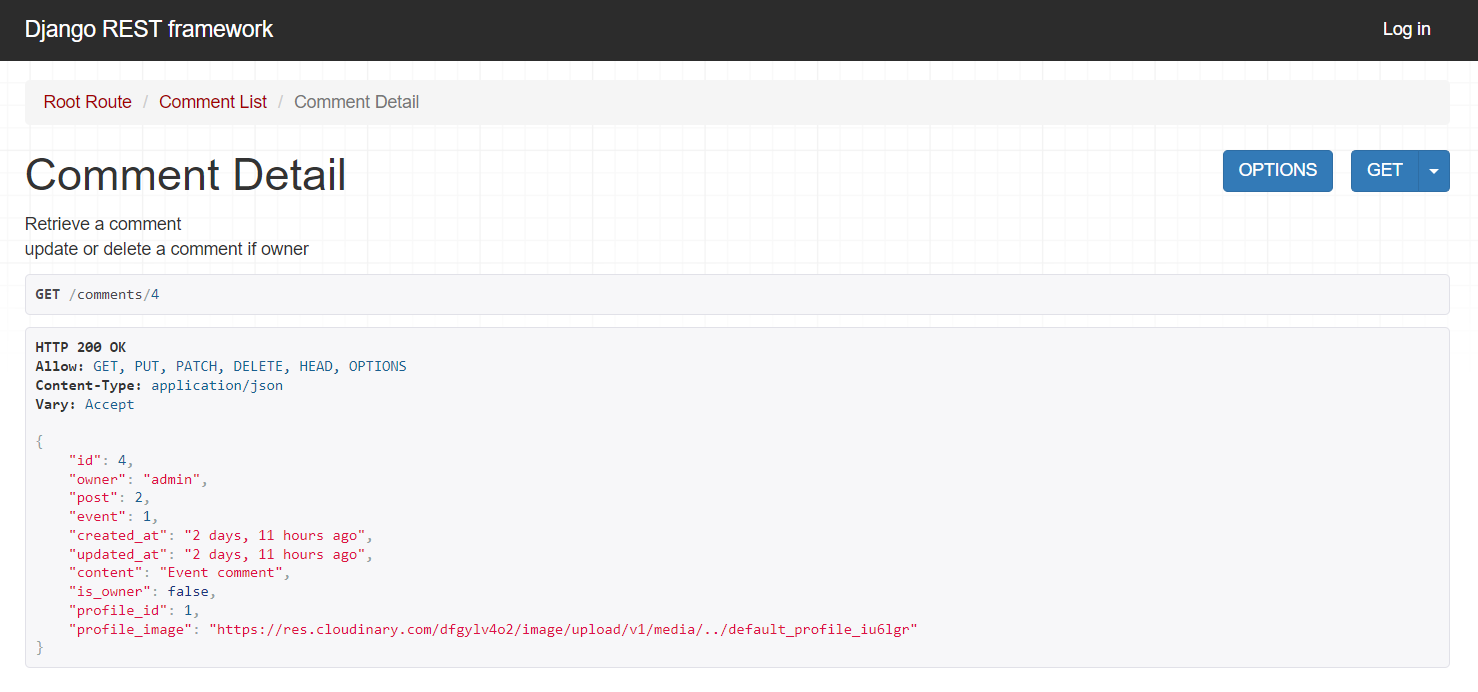 Django REST framework Log in
Root Route / Comment List / Comment Detail
Comment Detail OPTIONS GET
Retrieve a comment
update or delete a comment if owner
GET /comments/4
HTTP 200 OK
Allow: GET, PUT, PATCH, DELETE, HEAD, OPTIONS
Content-Type: application/json
Vary: Accept
{
    "id": 4,
    "owner": "admin",
    "post": 2,
    "event": 1,
    "created_at": "2 days, 11 hours ago",
    "updated_at": "2 days, 11 hours ago",
    "content": "Event comment",
    "is_owner": false,
    "profile_id": 1,
    "profile_image": "https://res.cloudinary.com/dfgylv4o2/image/upload/v1/media/../default_profile_iu6lgr"
}